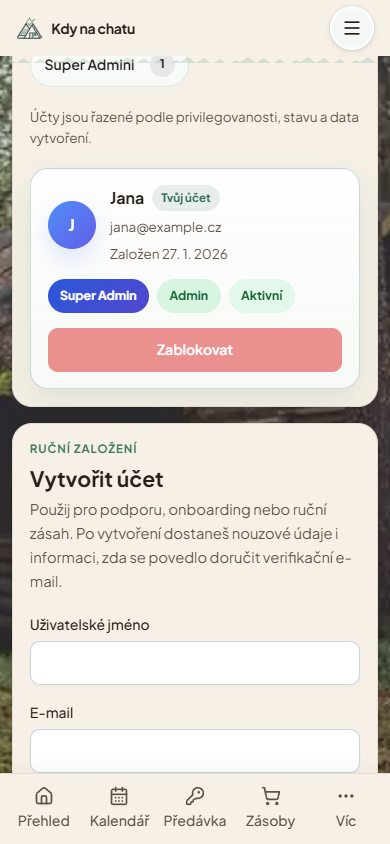 Kdy na chatu
Super Admini 1
Účty jsou řazené podle privilegovanosti, stavu a data
vytvoření.
J
Jana Tvůj účet
jana@example.cz
Založen 27. 1. 2026
Super Admin Admin Aktivní
Zablokovat
RUČNÍ ZALOŽENÍ
Vytvořit účet
Použij pro podporu, onboarding nebo ruční
zásah. Po vytvoření dostaneš nouzové údaje i
informaci, zda se povedlo doručit verifikační e-
mail.
Uživatelské jméno
E-mail
Přehled Kalendář Předávka Zásoby Víc